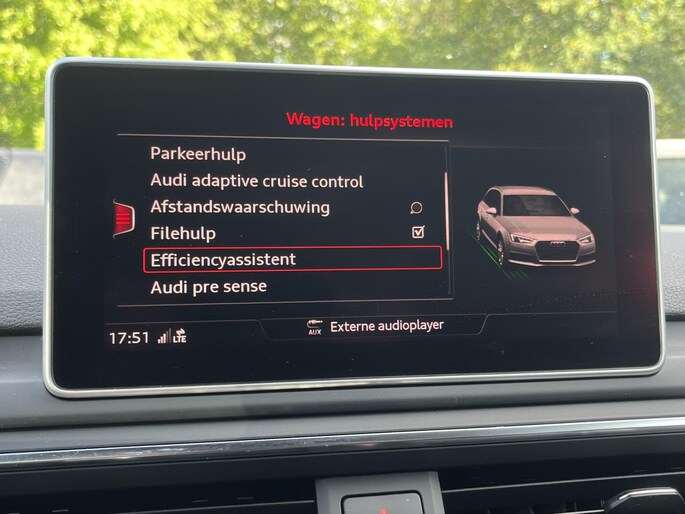 Wagen: hulpsystemen
Parkeerhulp
Audi adaptive cruise control
Afstandswaarschuwing
Filehulp
Efficiencyassistent
Audi pre sense
17:51 LTE
AUX Externe audioplayer